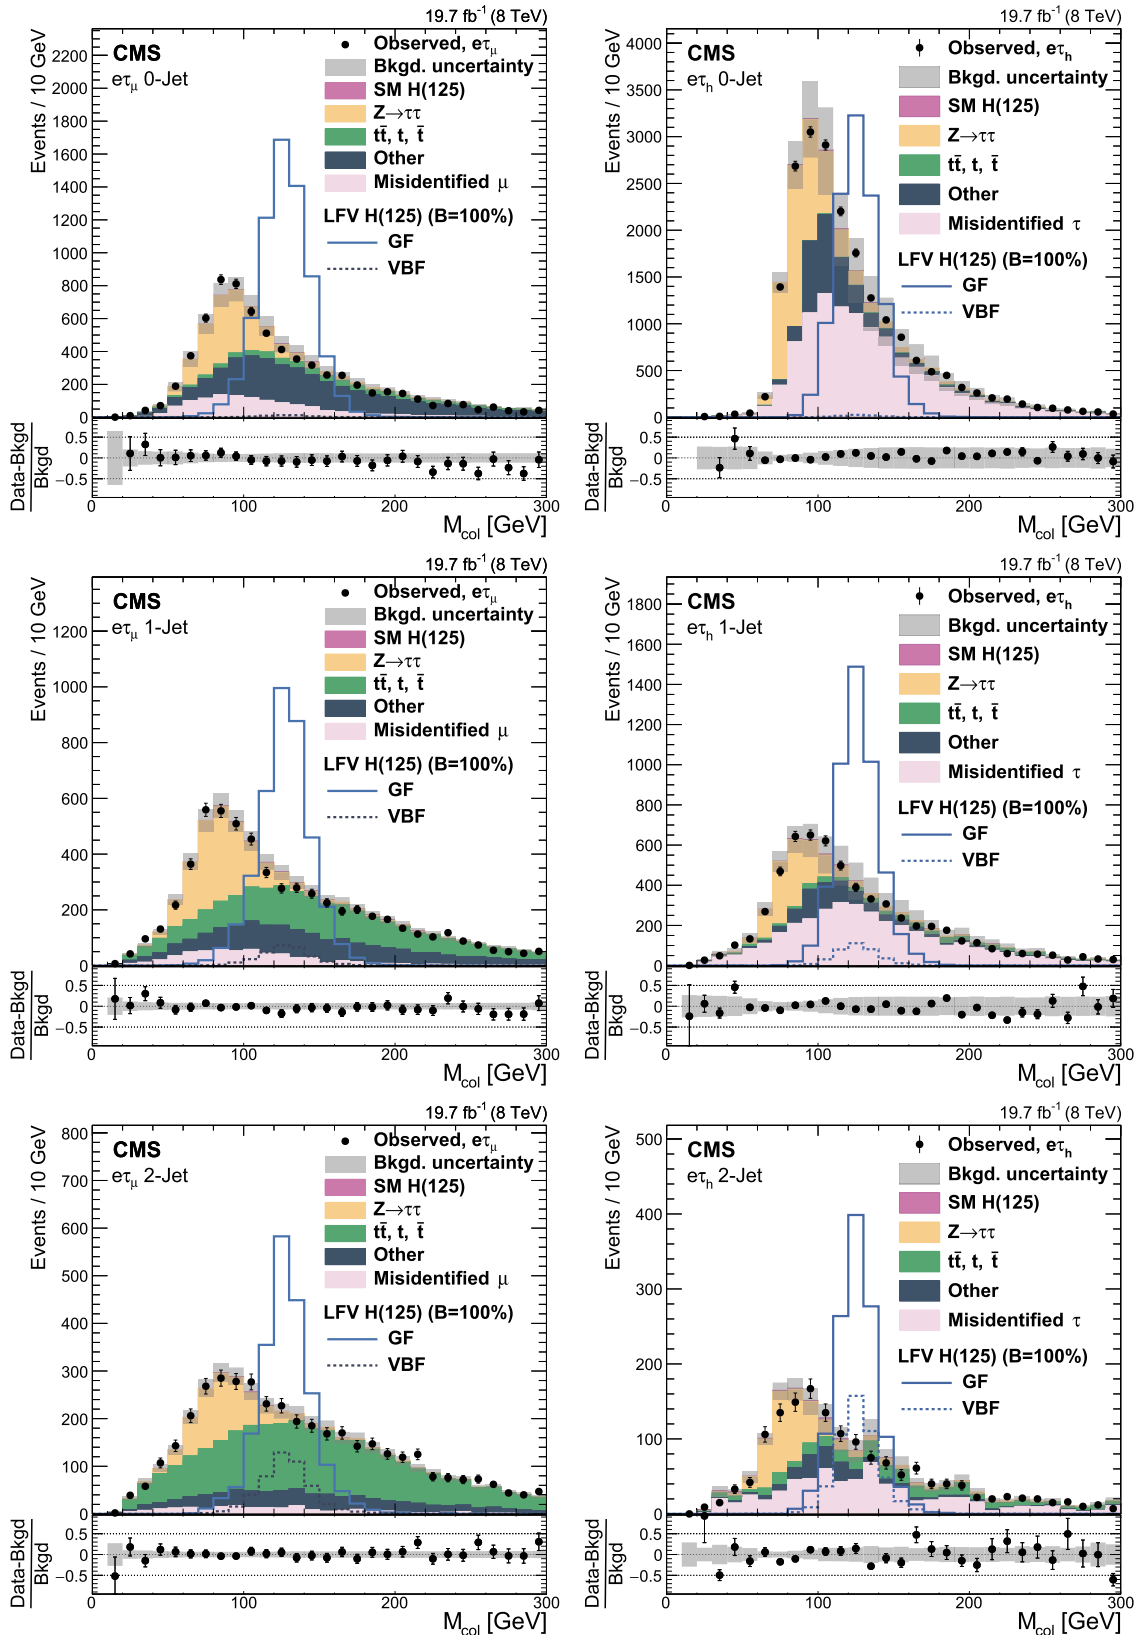 19.7 fb⁻¹ (8 TeV)
Events / 10 GeV
CMS
eτμ 0-Jet
Observed, eτμ
Bkgd. uncertainty
SM H(125)
Z→ττ
tt̄, t, t̄
Other
Misidentified μ
LFV H(125) (B=100%)
GF
VBF
2200
2000
1800
1600
1400
1200
1000
800
600
400
200
0
Data-Bkgd
Bkgd
0.5
0
−0.5
0 100 200 300
Mcol [GeV]
19.7 fb⁻¹ (8 TeV)
Events / 10 GeV
CMS
eτh 0-Jet
Observed, eτh
Bkgd. uncertainty
SM H(125)
Z→ττ
tt̄, t, t̄
Other
Misidentified τ
LFV H(125) (B=100%)
GF
VBF
4000
3500
3000
2500
2000
1500
1000
500
0
Data-Bkgd
Bkgd
0.5
0
−0.5
0 100 200 300
Mcol [GeV]
19.7 fb⁻¹ (8 TeV)
Events / 10 GeV
CMS
eτμ 1-Jet
Observed, eτμ
Bkgd. uncertainty
SM H(125)
Z→ττ
tt̄, t, t̄
Other
Misidentified μ
LFV H(125) (B=100%)
GF
VBF
1200
1000
800
600
400
200
0
Data-Bkgd
Bkgd
0.5
0
−0.5
0 100 200 300
Mcol [GeV]
19.7 fb⁻¹ (8 TeV)
Events / 10 GeV
CMS
eτh 1-Jet
Observed, eτh
Bkgd. uncertainty
SM H(125)
Z→ττ
tt̄, t, t̄
Other
Misidentified τ
LFV H(125) (B=100%)
GF
VBF
1800
1600
1400
1200
1000
800
600
400
200
0
Data-Bkgd
Bkgd
0.5
0
−0.5
0 100 200 300
Mcol [GeV]
19.7 fb⁻¹ (8 TeV)
Events / 10 GeV
CMS
eτμ 2-Jet
Observed, eτμ
Bkgd. uncertainty
SM H(125)
Z→ττ
tt̄, t, t̄
Other
Misidentified μ
LFV H(125) (B=100%)
GF
VBF
800
700
600
500
400
300
200
100
0
Data-Bkgd
Bkgd
0.5
0
−0.5
0 100 200 300
Mcol [GeV]
19.7 fb⁻¹ (8 TeV)
Events / 10 GeV
CMS
eτh 2-Jet
Observed, eτh
Bkgd. uncertainty
SM H(125)
Z→ττ
tt̄, t, t̄
Other
Misidentified τ
LFV H(125) (B=100%)
GF
VBF
500
400
300
200
100
0
Data-Bkgd
Bkgd
0.5
0
−0.5
0 100 200 300
Mcol [GeV]